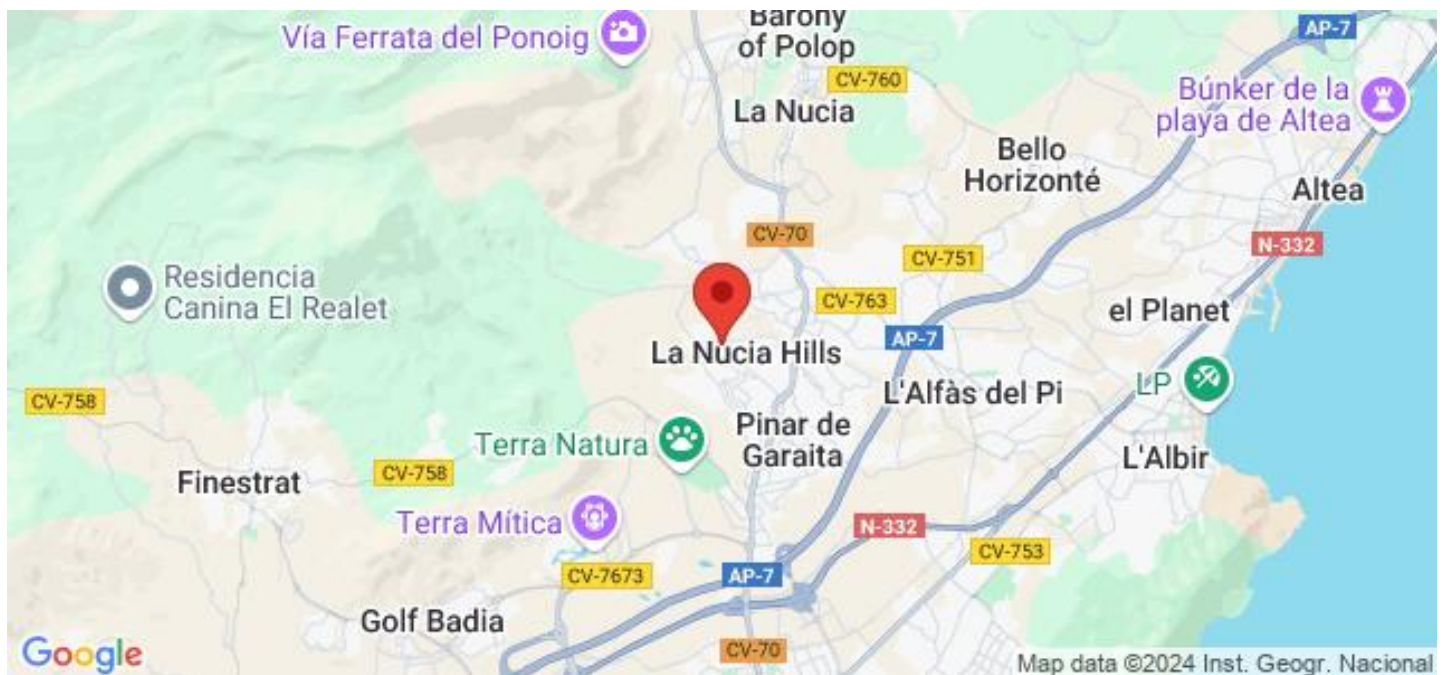 Barony
of Polop
AP-7
Vía Ferrata del Ponoig
CV-760
Búnker de la
playa de Altea
La Nucia
Bello
Horizonté
Altea
CV-70
N-332
CV-751
Residencia
Canina El Realet
CV-763
el Planet
AP-7
La Nucia Hills
LP
L'Alfàs del Pi
CV-758
Pinar de
Garaita
Terra Natura
L'Albir
CV-758
Finestrat
Terra Mítica
N-332
CV-753
CV-7673
AP-7
Golf Badia
CV-70
Google
Map data ©2024 Inst. Geogr. Nacional